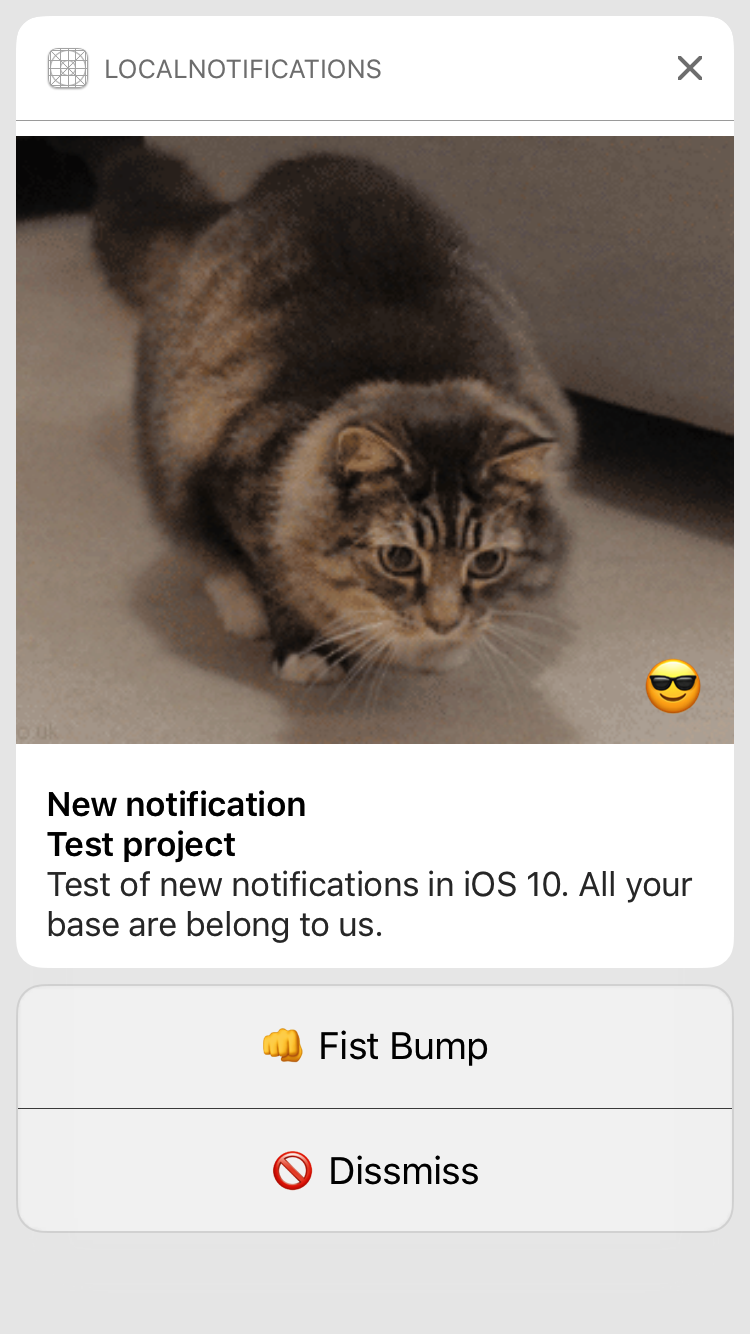 LOCALNOTIFICATIONS
o.uk
New notification
Test project
Test of new notifications in iOS 10. All your
base are belong to us.
👊 Fist Bump
🚫 Dissmiss